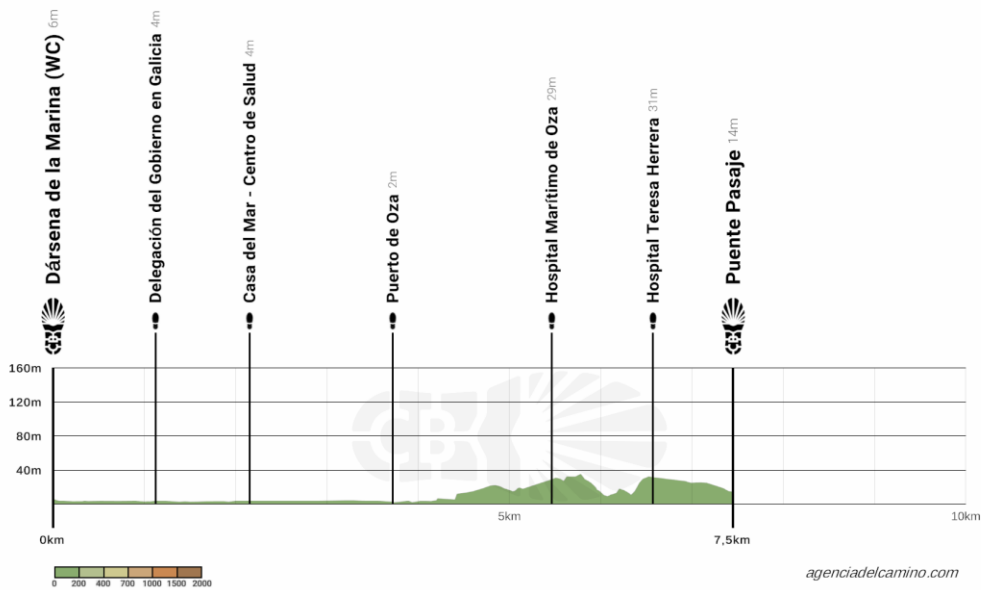 Dársena de la Marina (WC) 6m
Delegación del Gobierno en Galicia 4m
Casa del Mar - Centro de Salud 4m
Puerto de Oza 2m
Hospital Marítimo de Oza 29m
Hospital Teresa Herrera 31m
Puente Pasaje 14m
160m
120m
80m
40m
5km
10km
0km
7,5km
0 200 400 700 1000 1500 2000
agenciadelcamino.com
CB